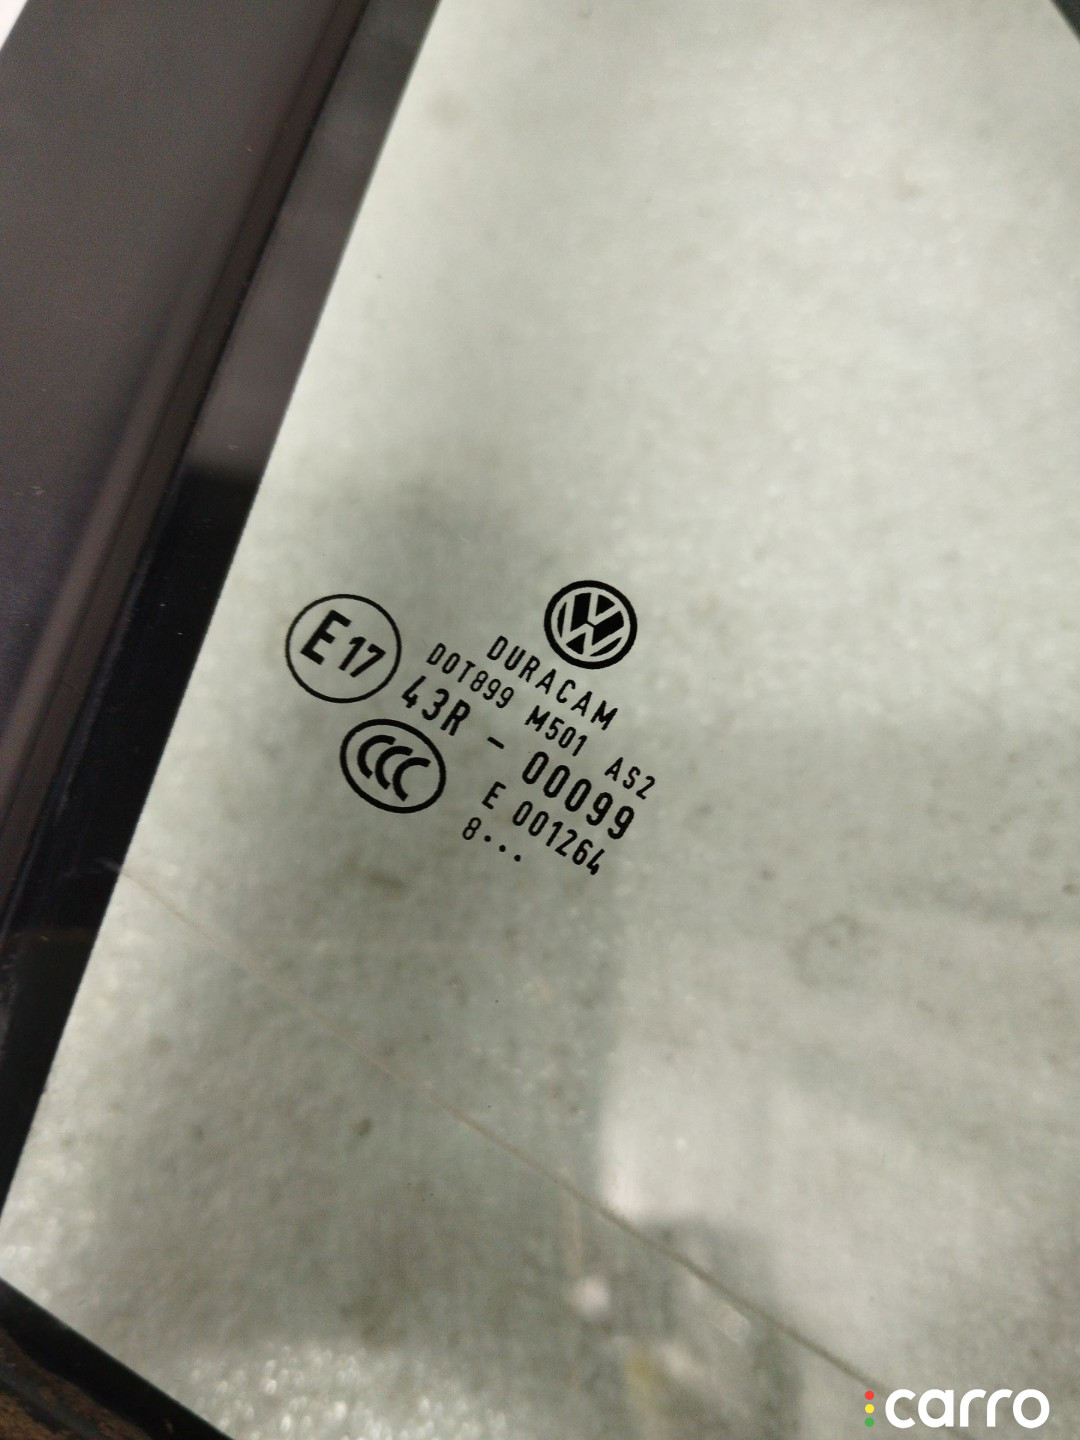 DURACAM
DOT899 M501 AS2
E17
43R - 00099
CCC
E 001264
8...
carro